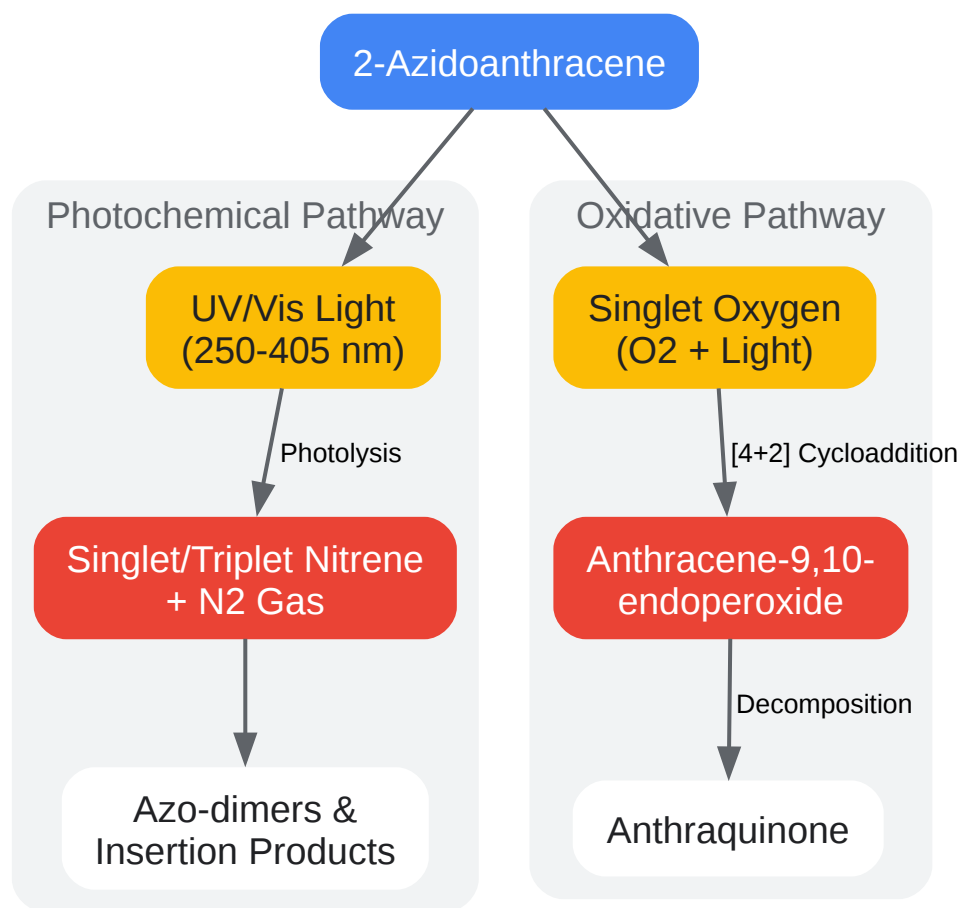 2-Azidoanthracene
Photochemical Pathway
Oxidative Pathway
UV/Vis Light
(250-405 nm)
Singlet Oxygen
(O2 + Light)
Photolysis
[4+2] Cycloaddition
Singlet/Triplet Nitrene
+ N2 Gas
Anthracene-9,10-
endoperoxide
Decomposition
Azo-dimers &
Insertion Products
Anthraquinone